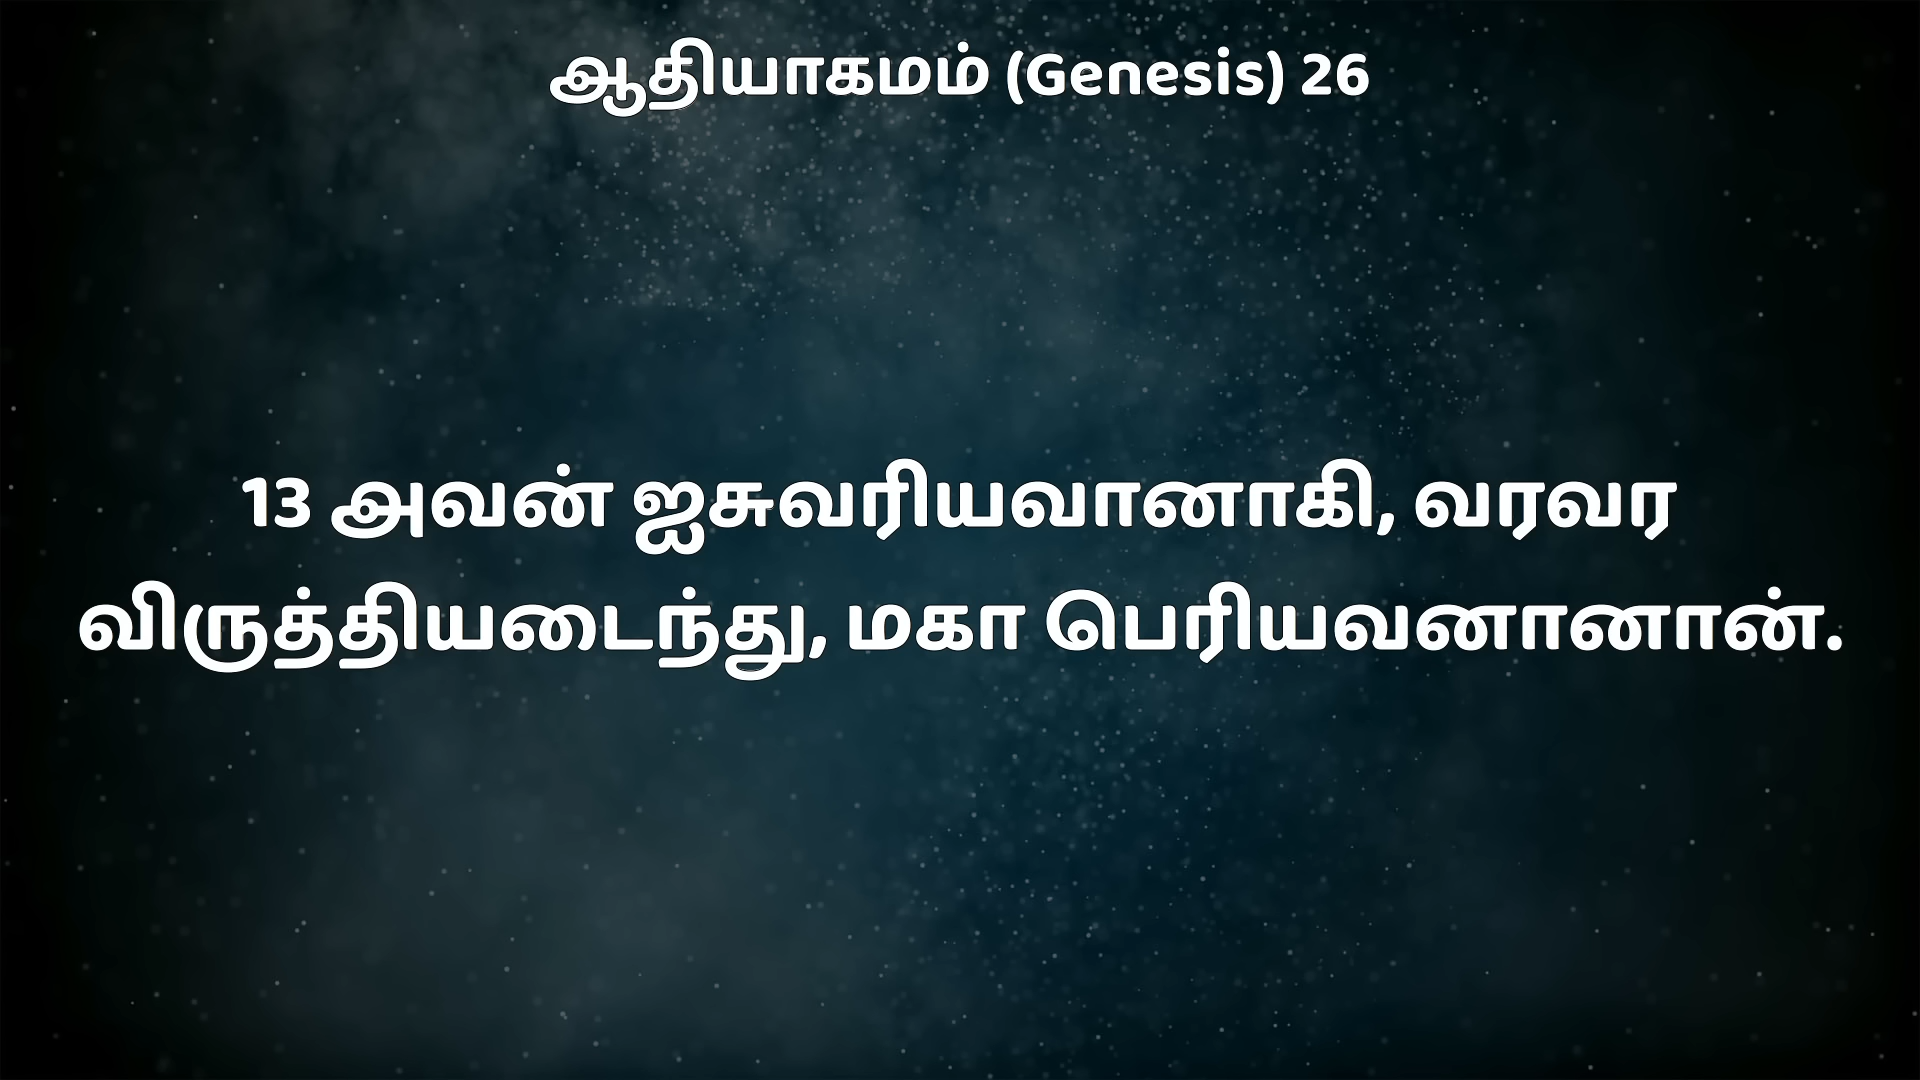 ஆதியாகமம் (Genesis) 26
13 அவன் ஐசுவரியவானாகி, வரவர
விருத்தியடைந்து, மகா பெரியவனானான்.